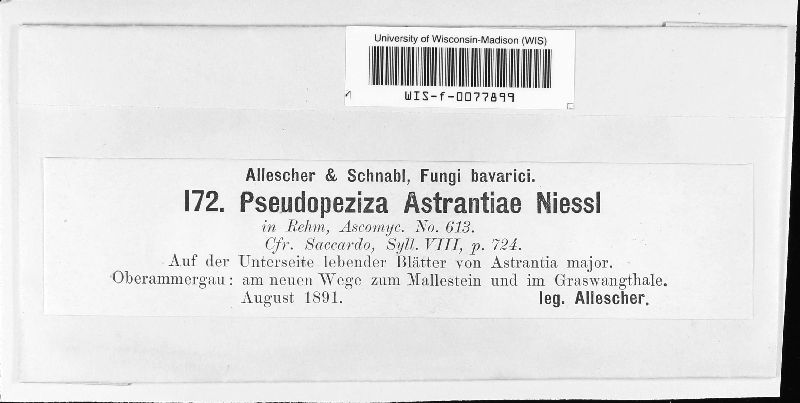 University of Wisconsin-Madison (WIS)
WIS-f-0077899
Allescher & Schnabl, Fungi bavarici.
172. Pseudopeziza Astrantiae Niessl
in Rehm, Ascomyc. No. 613.
Cfr. Saccardo, Syll. VIII, p. 724.
Auf der Unterseite lebender Blätter von Astrantia major.
Oberammergau: am neuen Wege zum Mallestein und im Graswangthale.
August 1891. leg. Allescher.